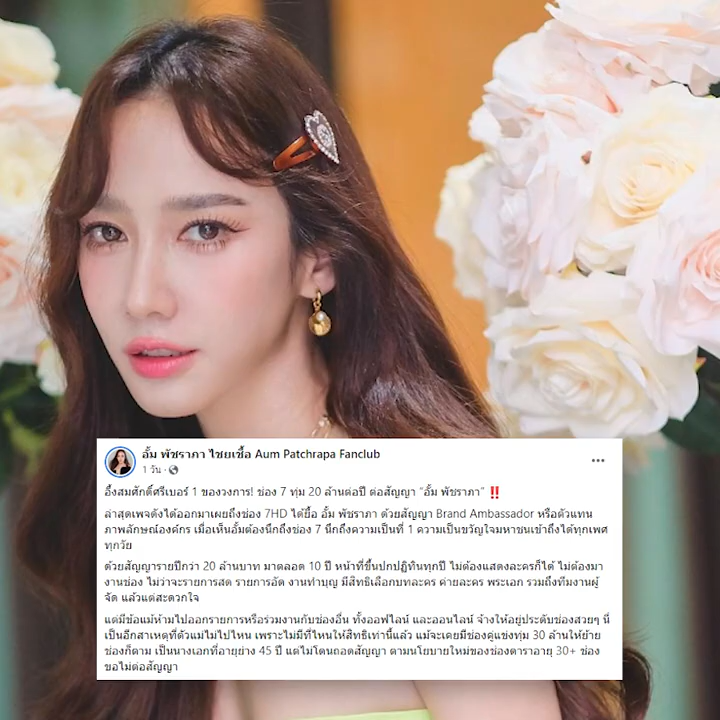 อั้ม พัชราภา ไชยเชื้อ Aum Patchrapa Fanclub
1 วัน ·
อึ้งสมศักดิ์ศรีเบอร์ 1 ของวงการ! ช่อง 7 ทุ่ม 20 ล้านต่อปี ต่อสัญญา "อั้ม พัชราภา" ‼️
ล่าสุดเพจดังได้ออกมาเผยถึงช่อง 7HD ได้ยื้อ อั้ม พัชราภา ด้วยสัญญา Brand Ambassador หรือตัวแทน
ภาพลักษณ์องค์กร เมื่อเห็นอั้มต้องนึกถึงช่อง 7 นึกถึงความเป็นที่ 1 ความเป็นขวัญใจมหาชนเข้าถึงได้ทุกเพศ
ทุกวัย
ด้วยสัญญารายปีกว่า 20 ล้านบาท มาตลอด 10 ปี หน้าที่ขึ้นปกปฏิทินทุกปี ไม่ต้องแสดงละครก็ได้ ไม่ต้องมา
งานช่อง ไม่ว่าจะรายการสด รายการอัด งานทำบุญ มีสิทธิเลือกบทละคร ค่ายละคร พระเอก รวมถึงทีมงานผู้
จัด แล้วแต่สะดวกใจ
แต่มีข้อแม้ห้ามไปออกรายการหรือร่วมงานกับช่องอื่น ทั้งออฟไลน์ และออนไลน์ จ้างให้อยู่ประดับช่องสวยๆ นี่
เป็นอีกสาเหตุที่ตัวแม่ไม่ไปไหน เพราะไม่มีที่ไหนให้สิทธิเท่านี้แล้ว แม้จะเคยมีช่องคู่แข่งทุ่ม 30 ล้านให้ย้าย
ช่องก็ตาม เป็นนางเอกที่อายุย่าง 45 ปี แต่ไม่โดนถอดสัญญา ตามนโยบายใหม่ของช่องดาราอายุ 30+ ช่อง
ขอไม่ต่อสัญญา